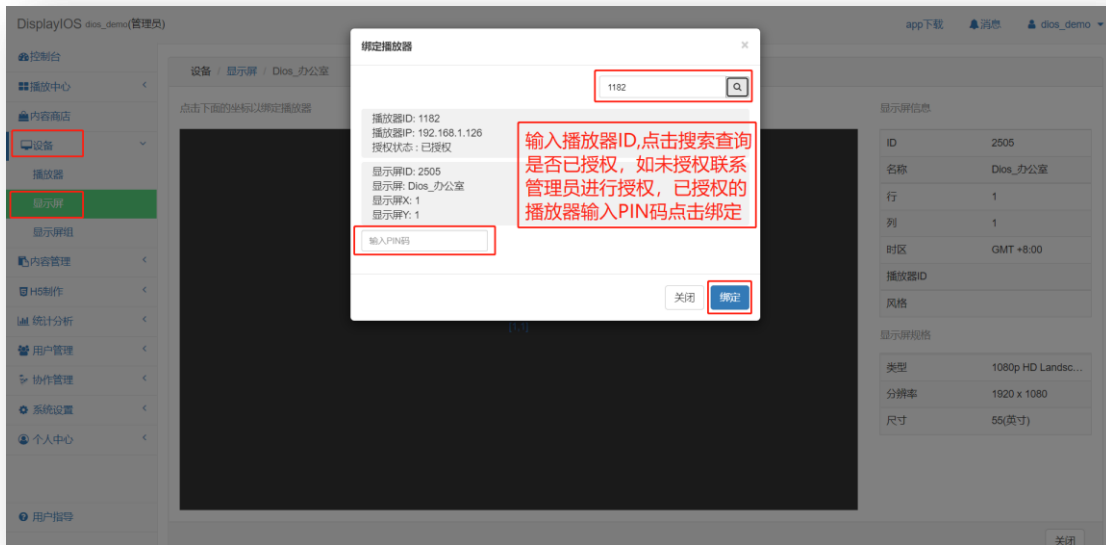 DisplayIOS dios_demo(管理员)
app下载
消息
dios_demo
控制台
播放中心
内容商店
设备
播放器
显示屏
显示屏组
内容管理
H5制作
统计分析
用户管理
协作管理
系统设置
个人中心
用户指导
设备 / 显示屏 / Dios_办公室
点击下面的坐标以绑定播放器
[1,1]
绑定播放器
×
1182
播放器ID: 1182
播放器IP: 192.168.1.126
授权状态 : 已授权
显示屏ID: 2505
显示屏: Dios_办公室
显示屏X: 1
显示屏Y: 1
输入PIN码
输入播放器ID,点击搜索查询
是否已授权，如未授权联系
管理员进行授权，已授权的
播放器输入PIN码点击绑定
关闭
绑定
显示屏信息
ID 2505
名称 Dios_办公室
行 1
列 1
时区 GMT +8:00
播放器ID
风格
显示屏规格
类型 1080p HD Landsc...
分辨率 1920 x 1080
尺寸 55(英寸)
关闭